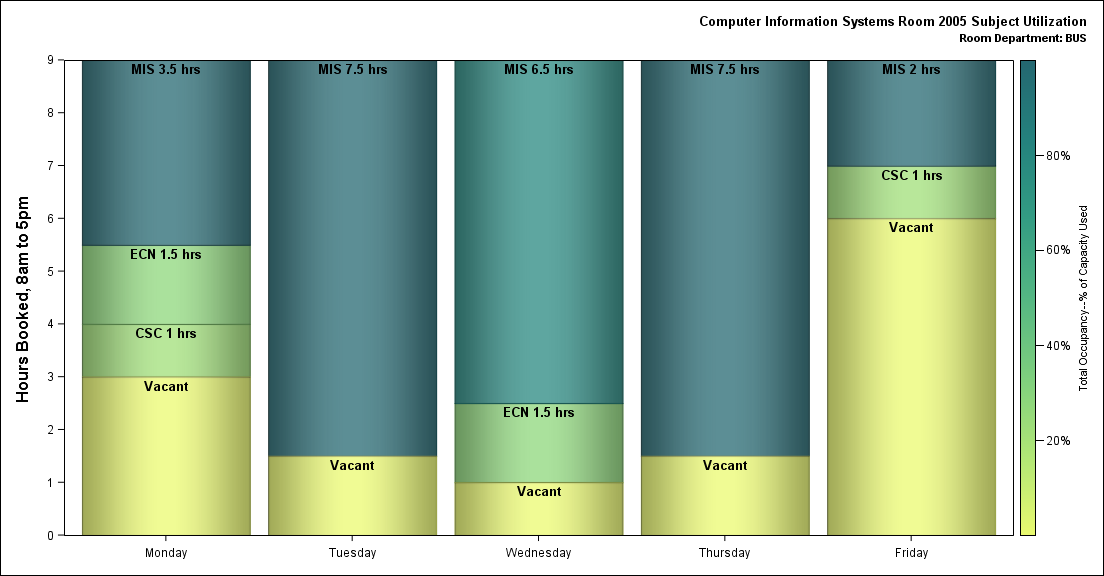 Computer Information Systems Room 2005 Subject Utilization
Room Department: BUS
Hours Booked, 8am to 5pm
9
8
7
6
5
4
3
2
1
0
MIS 3.5 hrs
ECN 1.5 hrs
CSC 1 hrs
Vacant
MIS 7.5 hrs
Vacant
MIS 6.5 hrs
ECN 1.5 hrs
Vacant
MIS 7.5 hrs
Vacant
MIS 2 hrs
CSC 1 hrs
Vacant
Monday
Tuesday
Wednesday
Thursday
Friday
80%
60%
40%
20%
Total Occupancy--% of Capacity Used